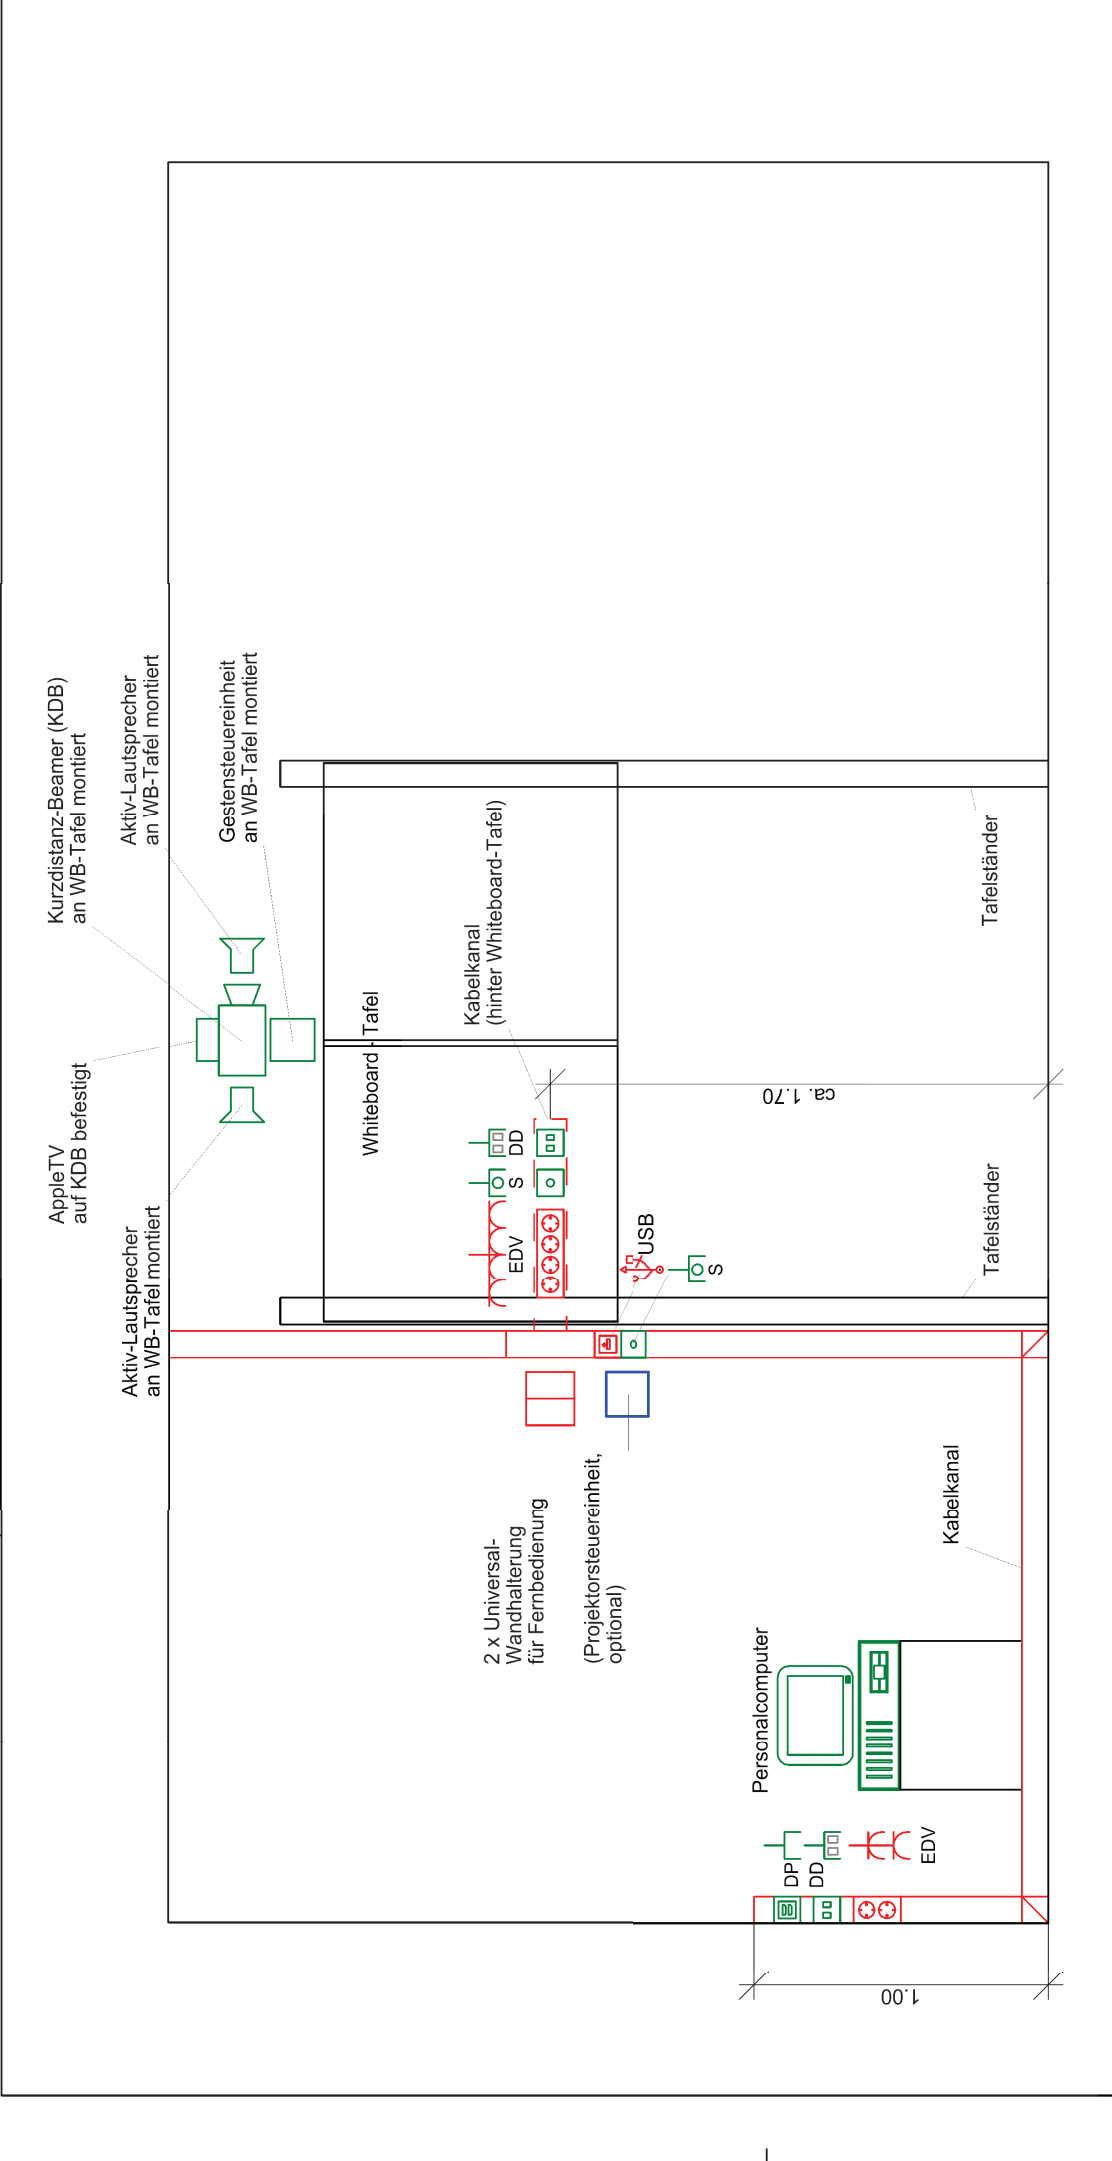 AppleTV
auf KDB befestigt
Kurzdistanz-Beamer (KDB)
an WB-Tafel montiert
Aktiv-Lautsprecher
an WB-Tafel montiert
Aktiv-Lautsprecher
an WB-Tafel montiert
Gestensteuereinheit
an WB-Tafel montiert
Whiteboard - Tafel
Kabelkanal
(hinter Whiteboard-Tafel)
EDV
S
DD
2 x Universal-
Wandhalterung
für Fernbedienung
(Projektorsteuereinheit,
optional)
USB
S
ca. 1.70
Personalcomputer
DP
DD
EDV
Kabelkanal
Tafelständer
Tafelständer
1.00